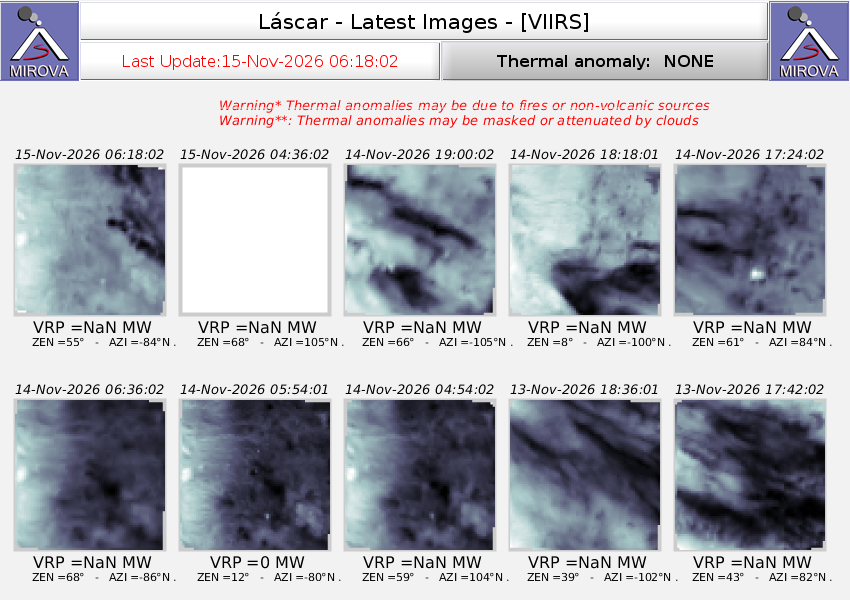 Láscar - Latest Images - [VIIRS]
MIROVA
MIROVA
Last Update:15-Nov-2026 06:18:02
Thermal anomaly: NONE
Warning* Thermal anomalies may be due to fires or non-volcanic sources
Warning**: Thermal anomalies may be masked or attenuated by clouds
15-Nov-2026 06:18:02 15-Nov-2026 04:36:02 14-Nov-2026 19:00:02 14-Nov-2026 18:18:01 14-Nov-2026 17:24:02
VRP =NaN MW VRP =NaN MW VRP =NaN MW VRP =NaN MW VRP =NaN MW
ZEN =55° - AZI =-84°N . ZEN =68° - AZI =105°N . ZEN =66° - AZI =-105°N . ZEN =8° - AZI =-100°N . ZEN =61° - AZI =84°N .
14-Nov-2026 06:36:02 14-Nov-2026 05:54:01 14-Nov-2026 04:54:02 13-Nov-2026 18:36:01 13-Nov-2026 17:42:02
VRP =NaN MW VRP =0 MW VRP =NaN MW VRP =NaN MW VRP =NaN MW
ZEN =68° - AZI =-86°N . ZEN =12° - AZI =-80°N . ZEN =59° - AZI =104°N . ZEN =39° - AZI =-102°N . ZEN =43° - AZI =82°N .